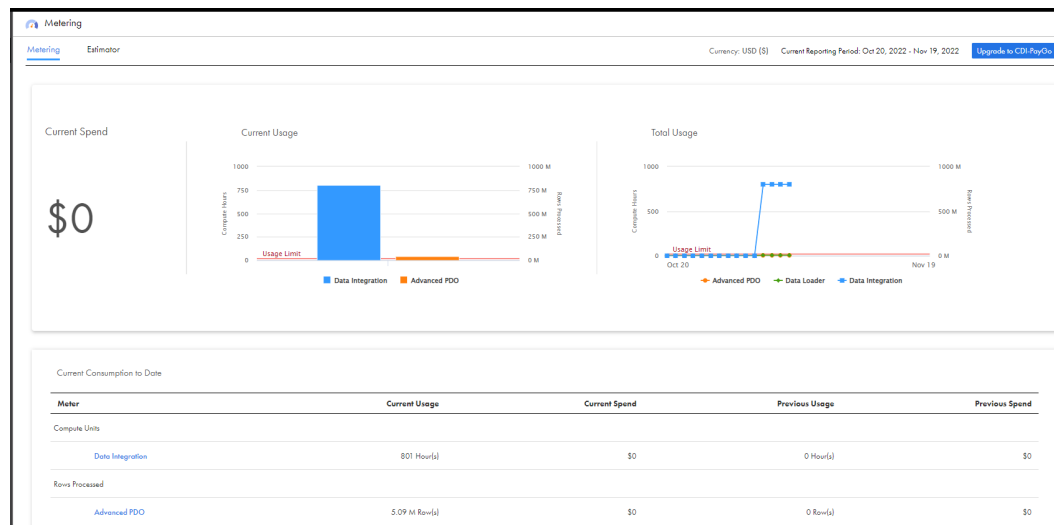 Metering
Metering Estimator Currency: USD ($) Current Reporting Period: Oct 20, 2022 - Nov 19, 2022 Upgrade to CDI-PayGo
Current Spend
$0
Current Usage
1000
750
500
250
0
Compute Hours
Usage Limit
1000 M
750 M
500 M
250 M
0 M
Rows Processed
Data Integration Advanced PDO
Total Usage
1000
500
0
Compute Hours
Usage Limit
Oct 20 Nov 19
1000 M
500 M
0 M
Rows Processed
Advanced PDO Data Loader Data Integration
Current Consumption to Date
Meter Current Usage Current Spend Previous Usage Previous Spend
Compute Units
Data Integration 801 Hour(s) $0 0 Hour(s) $0
Rows Processed
Advanced PDO 5.09 M Row(s) $0 0 Row(s) $0